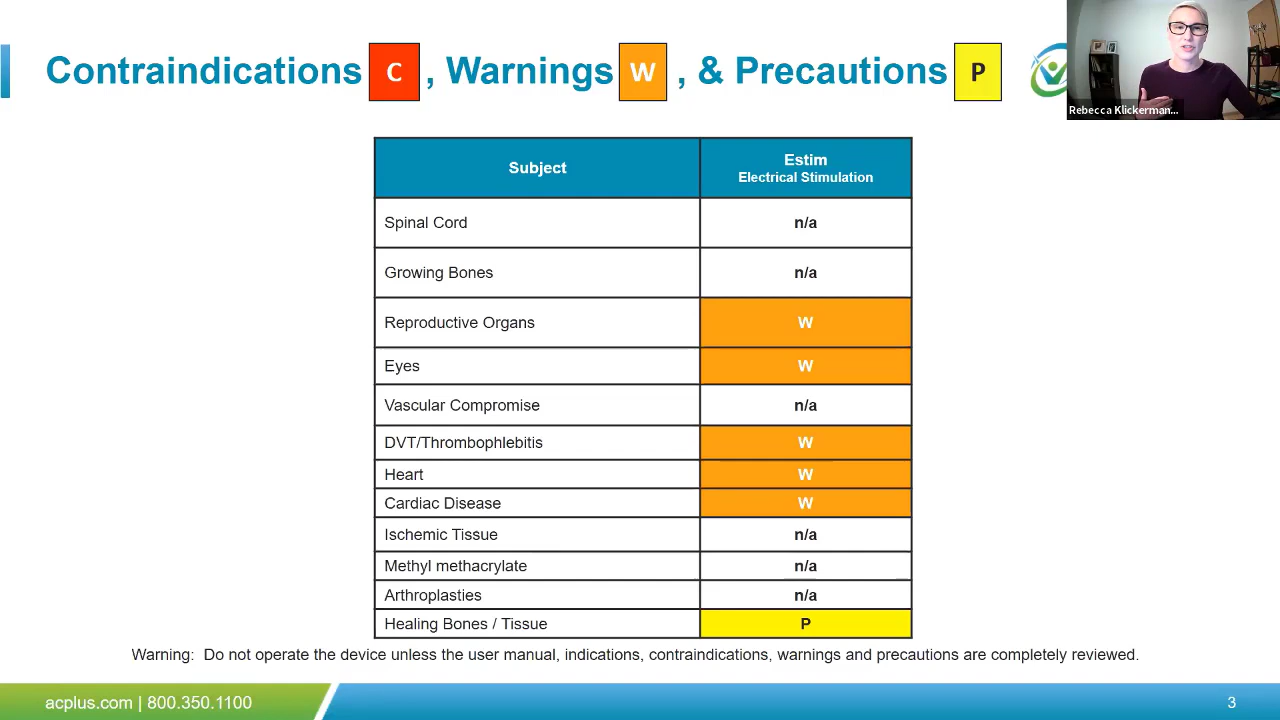 Contraindications C , Warnings W , & Precautions P
Rebecca Klickerman...
Subject
Estim
Electrical Stimulation
Spinal Cord
n/a
Growing Bones
n/a
Reproductive Organs
W
Eyes
W
Vascular Compromise
n/a
DVT/Thrombophlebitis
W
Heart
W
Cardiac Disease
W
Ischemic Tissue
n/a
Methyl methacrylate
n/a
Arthroplasties
n/a
Healing Bones / Tissue
P
Warning: Do not operate the device unless the user manual, indications, contraindications, warnings and precautions are completely reviewed.
acplus.com | 800.350.1100
3